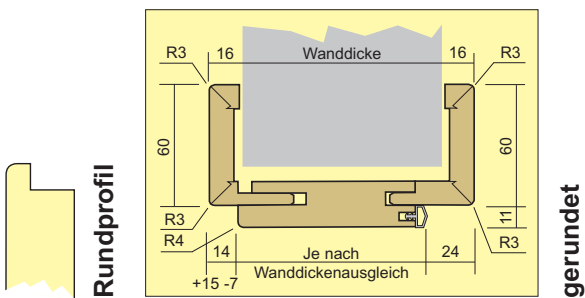 Rundprofil
R3 16 Wanddicke 16 R3
60 60
R3
R4
11
R3
14 Je nach 24
Wanddickenausgleich
+15 -7
gerundet